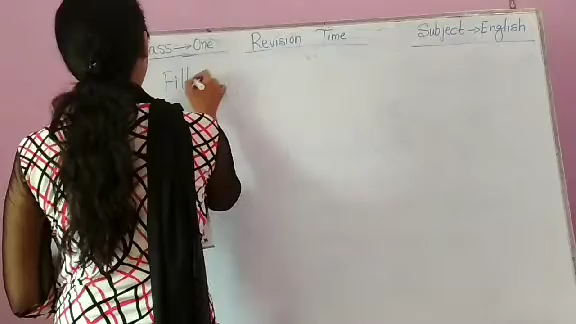 ass → One Revision Time Subject → English
Fill